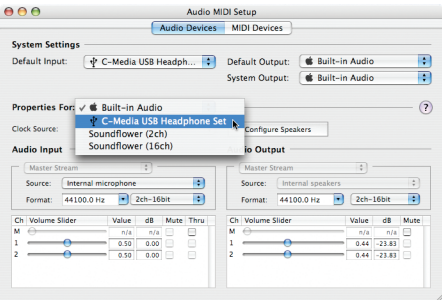 Audio MIDI Setup
Audio Devices MIDI Devices
System Settings
Default Input: C-Media USB Headph... Default Output: Built-in Audio
System Output: Built-in Audio
Properties For: ✓ Built-in Audio ?
C-Media USB Headphone Set
Clock Source: Soundflower (2ch) Configure Speakers
Soundflower (16ch)
Audio Input Output
Master Stream Master Stream
Source: Internal microphone Source: Internal speakers
Format: 44100.0 Hz 2ch-16bit Format: 44100.0 Hz 2ch-16bit
Ch Volume Slider Value dB Mute Thru Ch Volume Slider Value dB Mute
M n/a n/a M n/a n/a
1 0.50 0.00 1 0.44 -23.83
2 0.50 0.00 2 0.44 -23.83